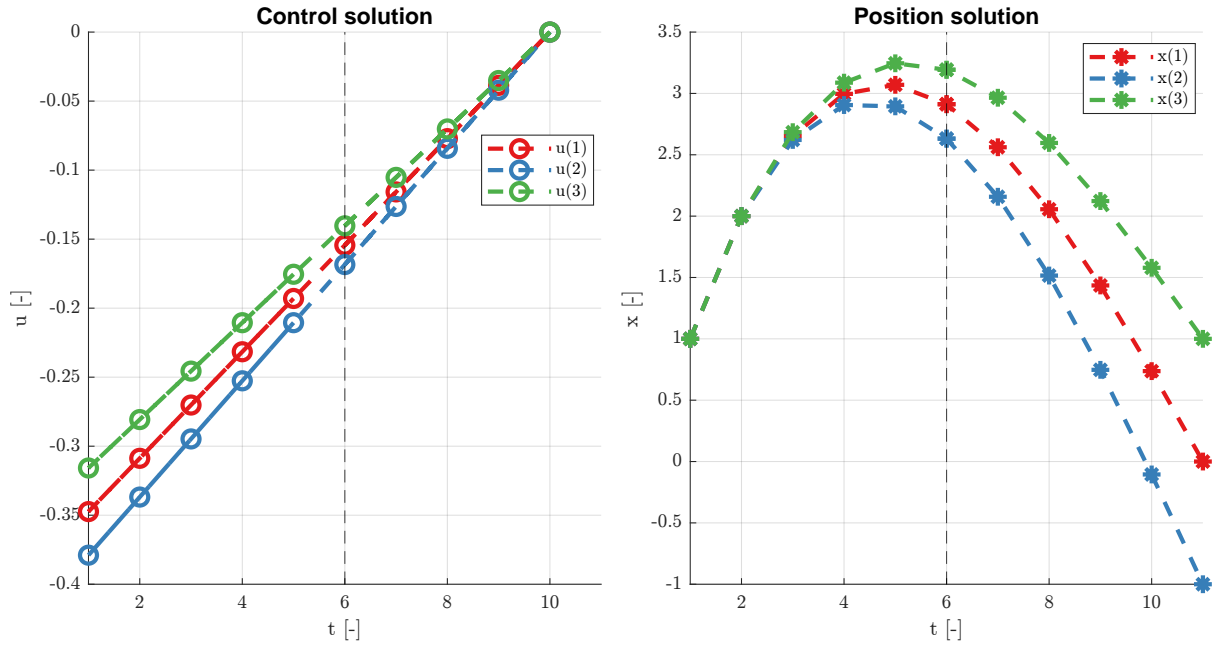 Control solution
0
-0.05
-0.1
-0.15
-0.2
-0.25
-0.3
-0.35
-0.4
u [-]
2
4
6
8
10
t [-]
u(1)
u(2)
u(3)
Position solution
3.5
3
2.5
2
1.5
1
0.5
0
-0.5
-1
x [-]
2
4
6
8
10
t [-]
x(1)
x(2)
x(3)